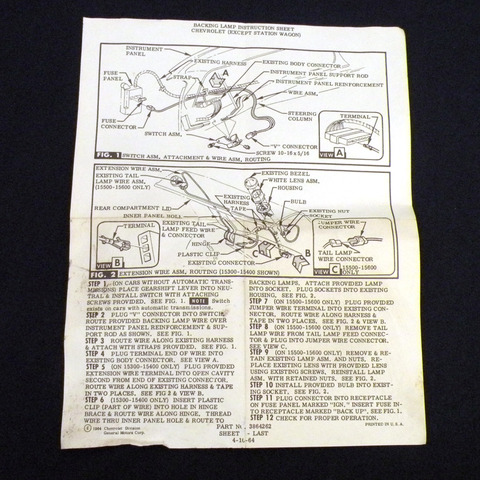 BACKING LAMP INSTRUCTION SHEET
CHEVROLET (EXCEPT STATION WAGON)
INSTRUMENT
PANEL
EXISTING HARNESS
EXISTING BODY CONNECTOR
FUSE
PANEL
STRAP
A
INSTRUMENT PANEL SUPPORT ROD
INSTRUMENT PANEL REINFORCEMENT
WIRE ASM.
STEERING
COLUMN
TERMINAL
FUSE
CONNECTOR
SWITCH ASM.
"V" CONNECTOR
SCREW 10-16 x 5/16
VIEW A
FIG. 1 SWITCH ASM, ATTACHMENT & WIRE ASM, ROUTING
EXTENSION WIRE ASM.
EXISTING TAIL
LAMP WIRE ASM.
(15500-15600 ONLY)
EXISTING BEZEL
WHITE LENS ASM.
HOUSING
EXISTING
HARNESS
TAPE
BULB
REAR COMPARTMENT LID
INNER PANEL HOLE
EXISTING NUT
SOCKET
TERMINAL
EXISTING TAIL
LAMP FEED WIRE
& CONNECTOR
JUMPER WIRE
CONNECTOR
HINGE
PLASTIC CLIP
EXISTING CONNECTOR
TAIL LAMP
WIRE CONNECTOR
VIEW B
B
VIEW C (15500-15600 ONLY)
FIG. 2 EXTENSION WIRE ASM, ROUTING (15300-15400 SHOWN)
STEP 1 (ON CARS WITHOUT AUTOMATIC TRANS-
MISSIONS) PLACE GEARSHIFT LEVER INTO NEU-
TRAL & INSTALL SWITCH WITH ATTACHING
SCREWS PROVIDED. SEE FIG. 1. NOTE Switch
exists on cars with automatic transmissions.
STEP 2 PLUG "V" CONNECTOR INTO SWITCH.
ROUTE PROVIDED BACKING LAMP WIRE OVER
INSTRUMENT PANEL REINFORCEMENT & SUP-
PORT ROD AS SHOWN. SEE FIG. 1.
STEP 3 ROUTE WIRE ALONG EXISTING HARNESS
& ATTACH WITH STRAPS PROVIDED. SEE FIG. 1.
STEP 4 PLUG TERMINAL END OF WIRE INTO
EXISTING BODY CONNECTOR. SEE VIEW A.
STEP 5 (ON 15300-15400 ONLY) PLUG PROVIDED
EXTENSION WIRE TERMINAL INTO OPEN CAVITY
SECOND FROM END OF EXISTING CONNECTOR.
ROUTE WIRE ALONG EXISTING HARNESS & TAPE
IN TWO PLACES. SEE FIG 2 & VIEW B.
STEP 6 (ON 15300-15400 ONLY) INSERT PLASTIC
CLIP (PART OF WIRE) INTO HOLE IN HINGE
BRACE & ROUTE WIRE ALONG HINGE. THREAD
WIRE THRU INNER PANEL HOLE & ROUTE TO
BACKING LAMPS. ATTACH PROVIDED LAMP
INTO SOCKET. PLUG SOCKETS INTO EXISTING
HOUSING. SEE FIG. 2.
STEP 7 (ON 15500-15600 ONLY) PLUG PROVIDED
JUMPER WIRE TERMINAL INTO EXISTING CON-
NECTOR. ROUTE WIRE ALONG HARNESS &
TAPE IN TWO PLACES. SEE FIG. 2 & VIEW B.
STEP 8 (ON 15500-15600 ONLY) REMOVE TAIL
LAMP WIRE FROM TAIL LAMP FEED CONNEC-
TOR & PLUG INTO JUMPER WIRE CONNECTOR.
SEE VIEW C.
STEP 9 (ON 15500-15600 ONLY) REMOVE & RE-
TAIN EXISTING LAMP ASM, AND NUTS. RE-
PLACE EXISTING LENS WITH PROVIDED LENS
USING EXISTING SCREWS. REINSTALL LAMP
ASM, WITH RETAINED NUTS. SEE FIG. 2.
STEP 10 INSTALL PROVIDED BULB INTO EXIST-
ING SOCKET. SEE FIG. 2.
STEP 11 PLUG CONNECTOR INTO RECEPTACLE
ON FUSE PANEL MARKED "IGN." INSERT FUSE IN-
TO RECEPTACLE MARKED "BACK UP". SEE FIG. 1.
STEP 12 CHECK FOR PROPER OPERATION.
© 1964 Chevrolet Division
General Motors Corp.
PART No. 3864262
SHEET - LAST
4-10-64
PRINTED IN U.S.A.